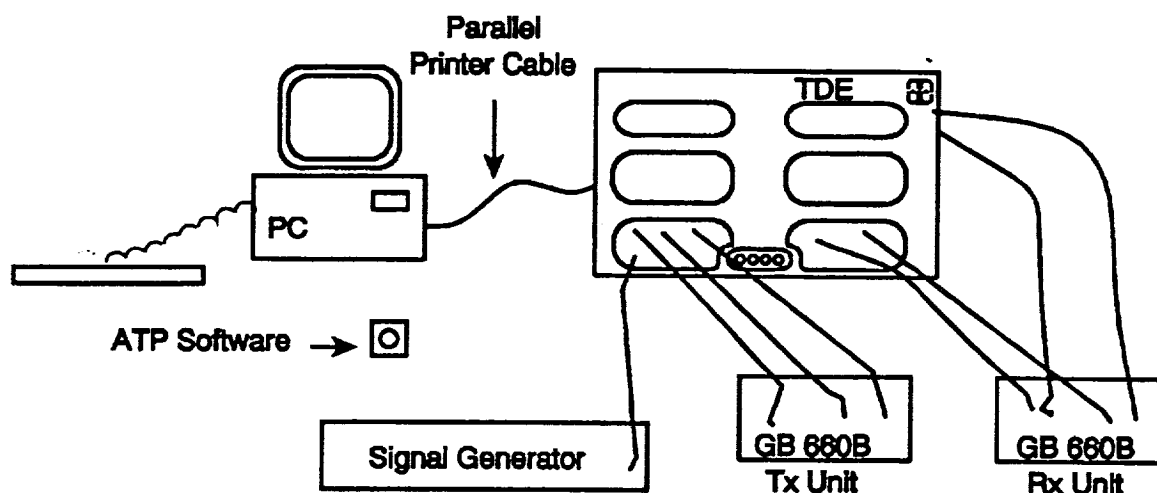 Parallel
Printer Cable
TDE
PC
ATP Software
Signal Generator
GB 660B
Tx Unit
GB 660B
Rx Unit